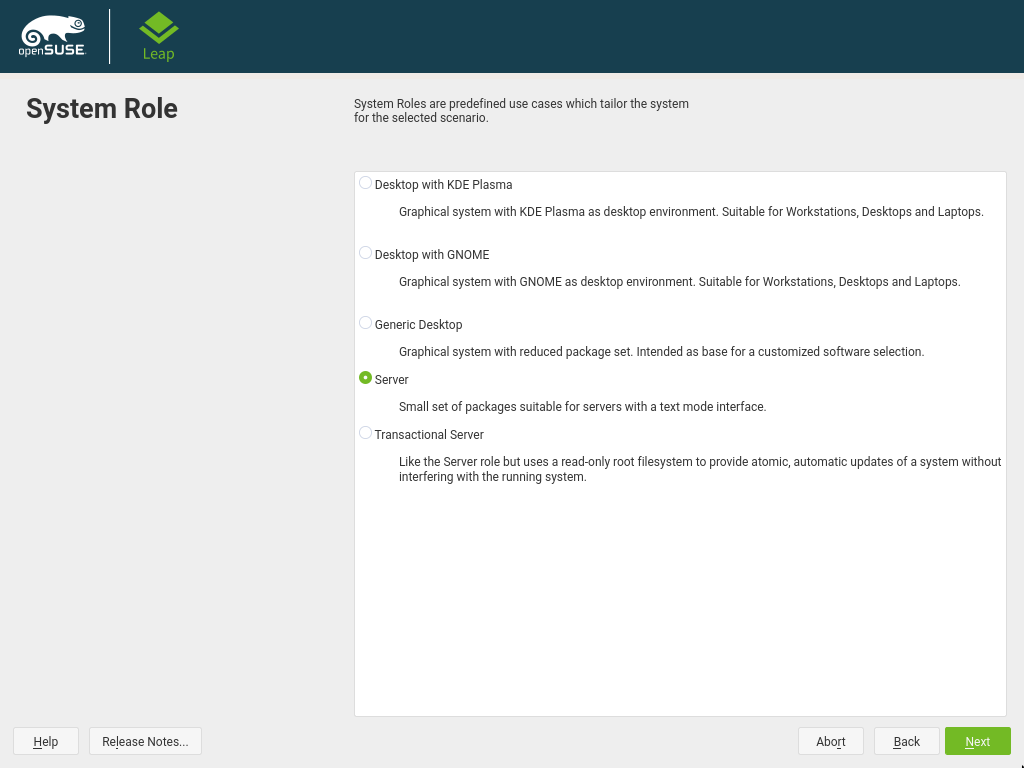 openSUSE
Leap
System Role
System Roles are predefined use cases which tailor the system
for the selected scenario.
Desktop with KDE Plasma
Graphical system with KDE Plasma as desktop environment. Suitable for Workstations, Desktops and Laptops.
Desktop with GNOME
Graphical system with GNOME as desktop environment. Suitable for Workstations, Desktops and Laptops.
Generic Desktop
Graphical system with reduced package set. Intended as base for a customized software selection.
Server
Small set of packages suitable for servers with a text mode interface.
Transactional Server
Like the Server role but uses a read-only root filesystem to provide atomic, automatic updates of a system without
interfering with the running system.
Help
Release Notes...
Abort
Back
Next